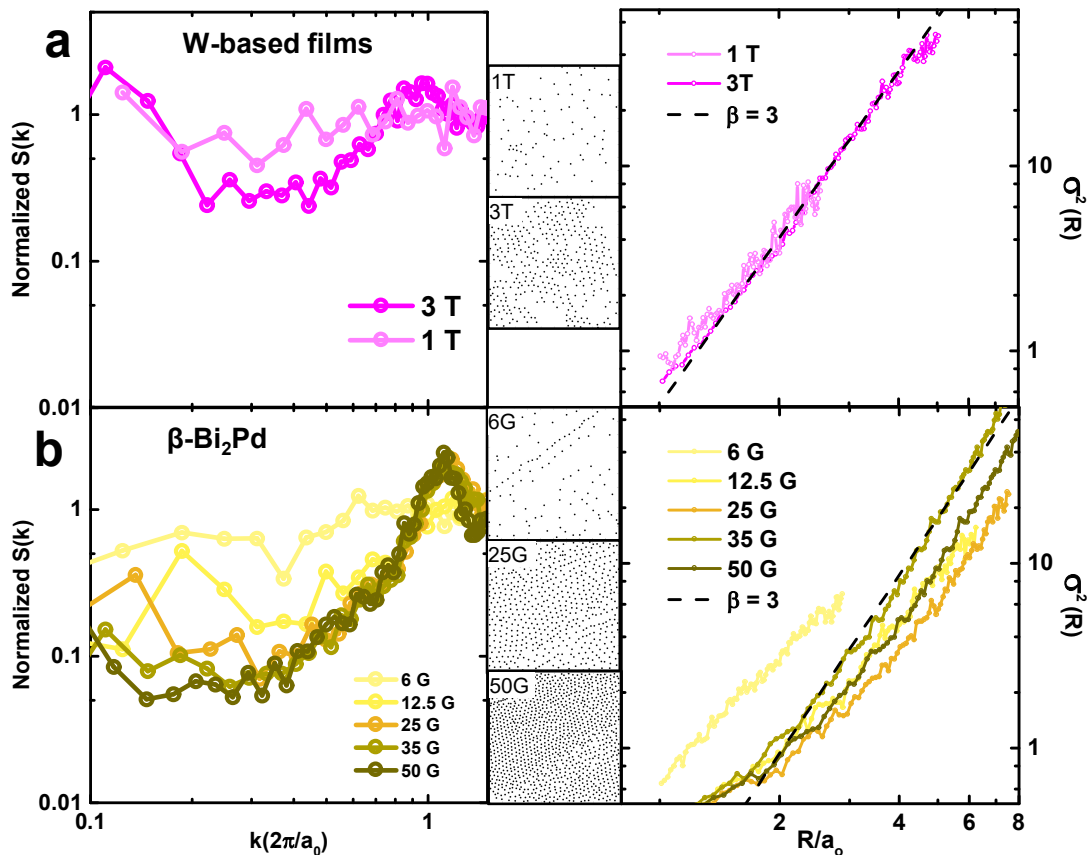 a
W-based films
Normalized S(k)
1
0.1
0.01
3 T
1 T
1T
3T
1 T
3T
β = 3
10
1
σ² (R)
b
β-Bi₂Pd
Normalized S(k)
1
0.1
0.01
0.1
1
k(2π/a₀)
6 G
12.5 G
25 G
35 G
50 G
6G
25G
50G
6 G
12.5 G
25 G
35 G
50 G
β = 3
10
1
σ² (R)
2
4
6
8
R/aₒ